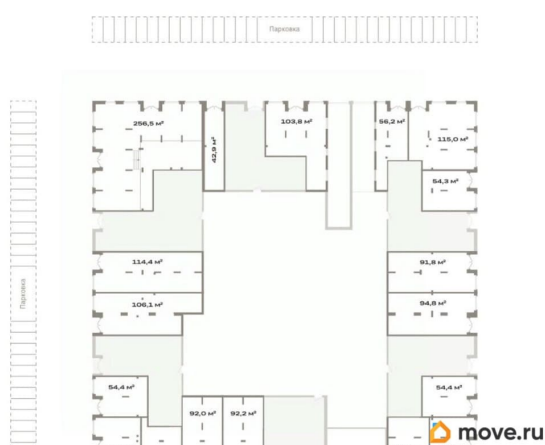 Парковка
256,5 м²
42,9 м²
103,8 м²
56,2 м²
115,0 м²
54,3 м²
114,4 м²
91,8 м²
Парковка
106,1 м²
94,8 м²
54,4 м²
54,4 м²
92,0 м²
92,2 м²
move.ru